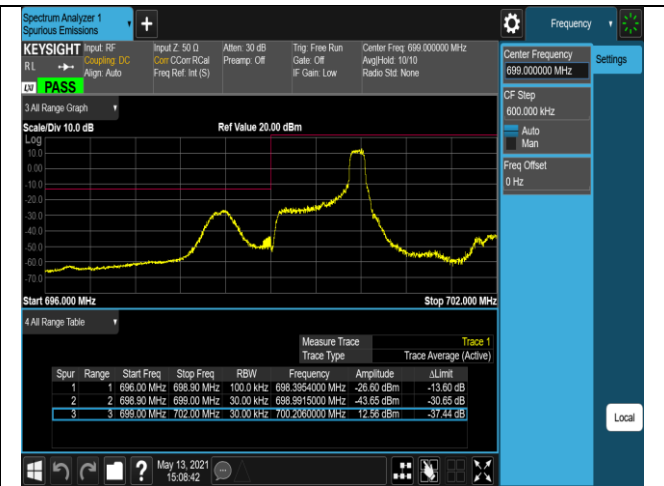 Spectrum Analyzer 1
Spurious Emissions
Frequency
KEYSIGHT
RL
Input: RF
Coupling: DC
Align: Auto
Input Z: 50 Ω
Corr CCorr RCal
Freq Ref: Int (S)
Atten: 30 dB
Preamp: Off
Trig: Free Run
Gate: Off
IF Gain: Low
Center Freq: 699.000000 MHz
Avg|Hold: 10/10
Radio Std: None
LXI PASS
Center Frequency
699.000000 MHz
Settings
CF Step
600.000 kHz
Auto
Man
Freq Offset
0 Hz
3 All Range Graph
Scale/Div 10.0 dB Ref Value 20.00 dBm
Log
10.0
0.00
-10.0
-20.0
-30.0
-40.0
-50.0
-60.0
-70.0
Start 696.000 MHz Stop 702.000 MHz
4 All Range Table
Measure Trace Trace 1
Trace Type Trace Average (Active)
Spur Range Start Freq Stop Freq RBW Frequency Amplitude ΔLimit
1 1 696.00 MHz 698.90 MHz 100.0 kHz 698.3954000 MHz -26.60 dBm -13.60 dB
2 2 698.90 MHz 699.00 MHz 30.00 kHz 698.9915000 MHz -43.65 dBm -30.65 dB
3 3 699.00 MHz 702.00 MHz 30.00 kHz 700.2060000 MHz 12.56 dBm -37.44 dB
Local
May 13, 2021
15:08:42